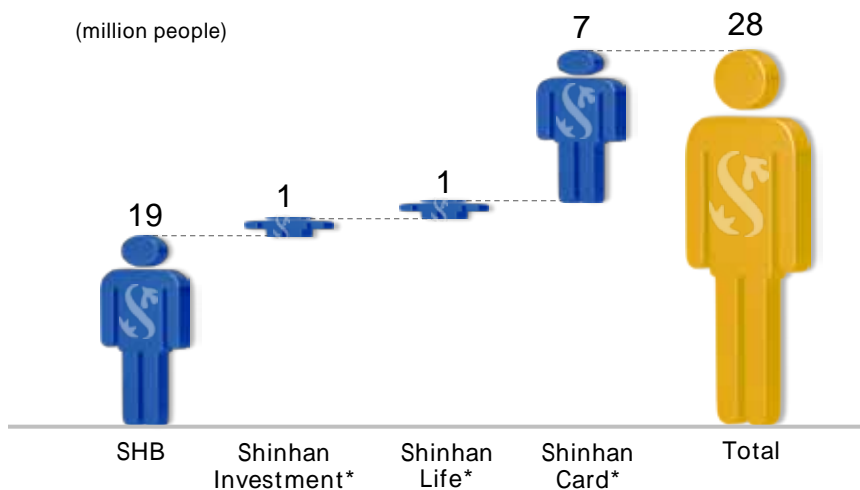 (million people)
7
28
19
1
1
SHB
Shinhan
Investment*
Shinhan
Life*
Shinhan
Card*
Total